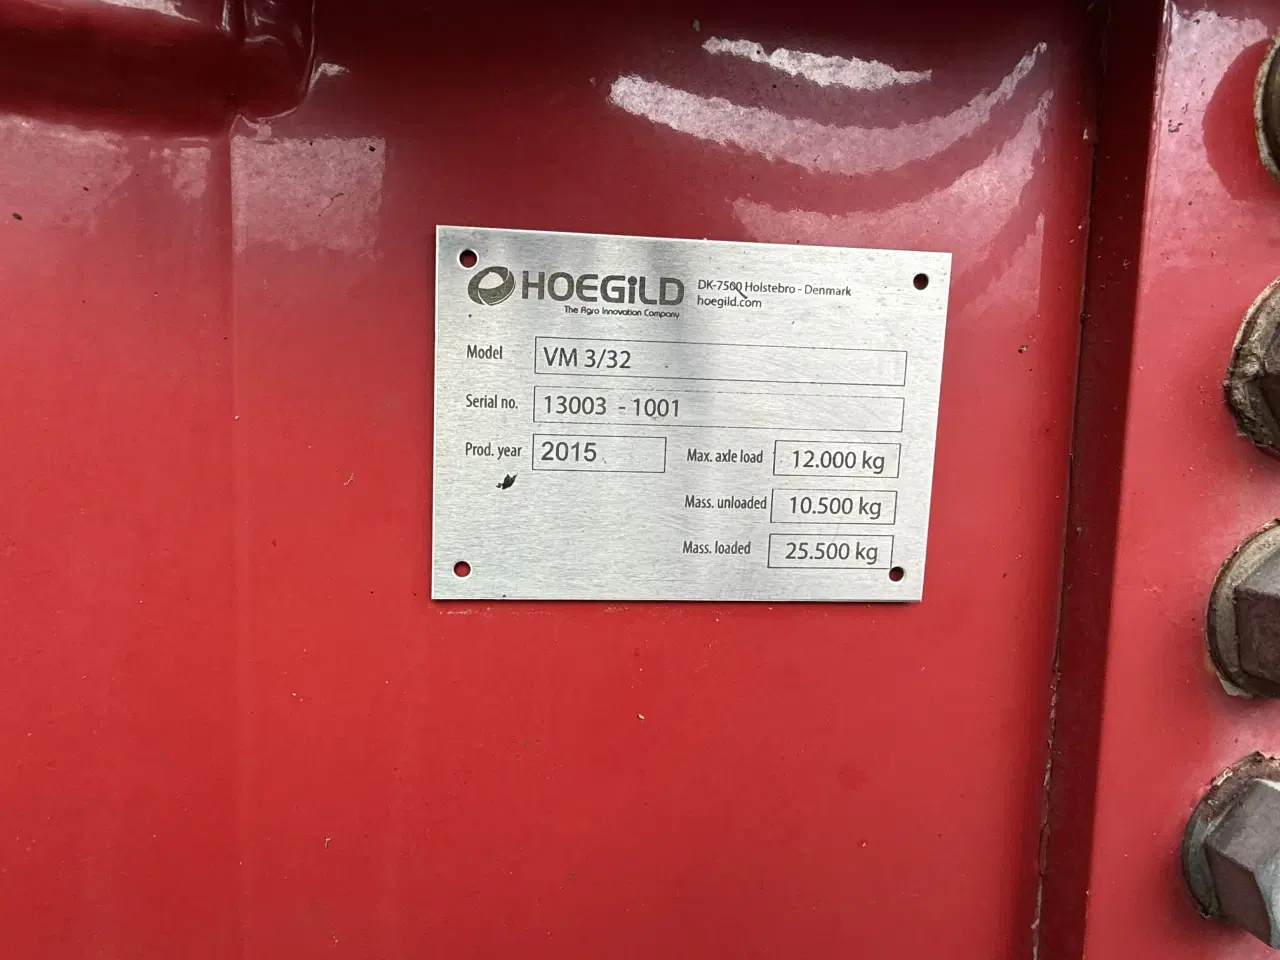 HOEGiLD
The Agro Innovation Company
DK-7500 Holstebro - Denmark
hoegild.com
Model VM 3/32
Serial no. 13003 - 1001
Prod. year 2015
Max. axle load 12.000 kg
Mass. unloaded 10.500 kg
Mass. loaded 25.500 kg